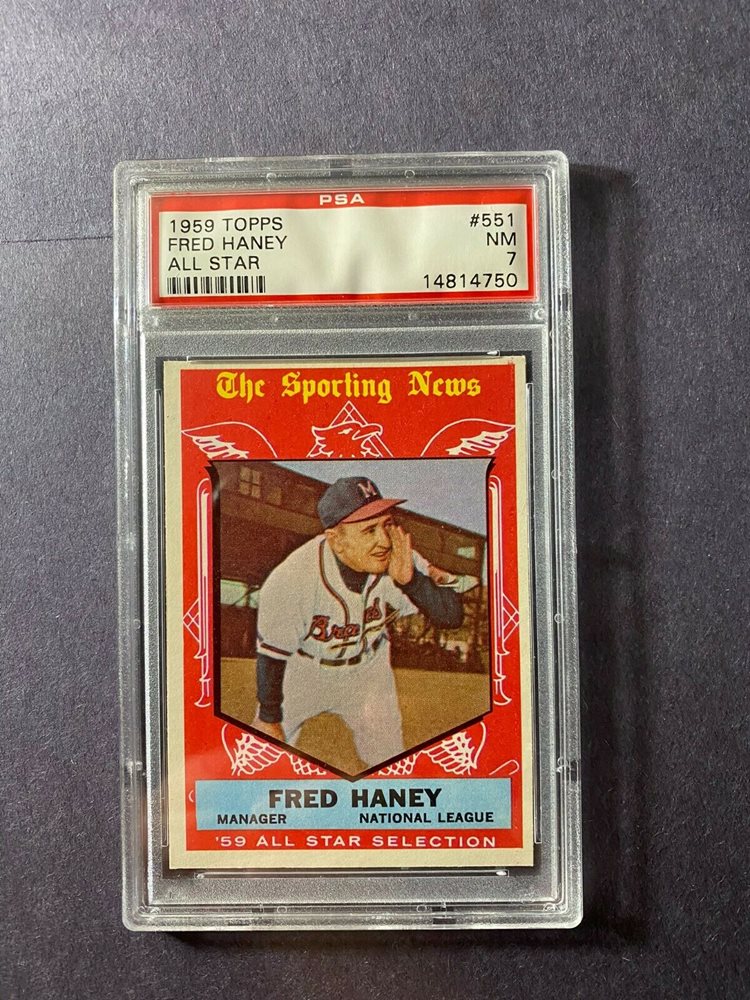 PSA
1959 TOPPS #551
FRED HANEY NM
ALL STAR 7
14814750
The Sporting News
M
Braves
FRED HANEY
MANAGER NATIONAL LEAGUE
'59 ALL STAR SELECTION